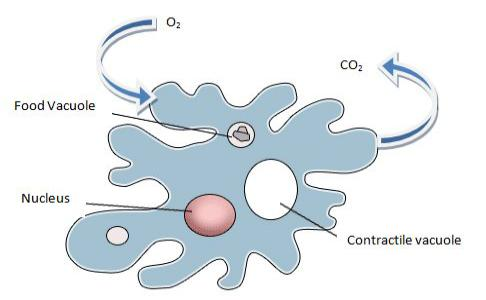 O₂
CO₂
Food Vacuole
Nucleus
Contractile vacuole